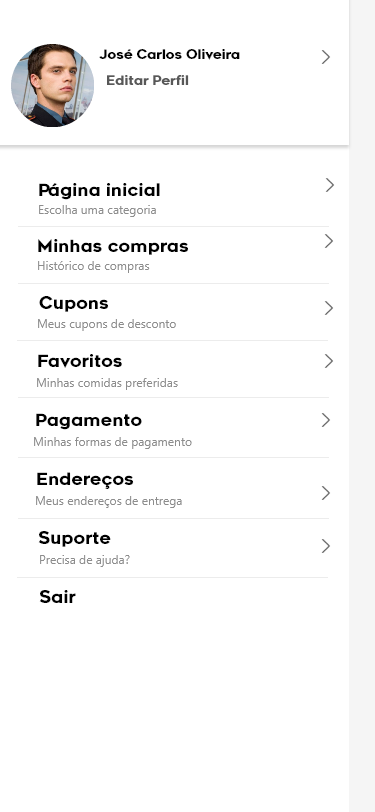 José Carlos Oliveira
Editar Perfil
Página inicial
Escolha uma categoria
Minhas compras
Histórico de compras
Cupons
Meus cupons de desconto
Favoritos
Minhas comidas preferidas
Pagamento
Minhas formas de pagamento
Endereços
Meus endereços de entrega
Suporte
Precisa de ajuda?
Sair